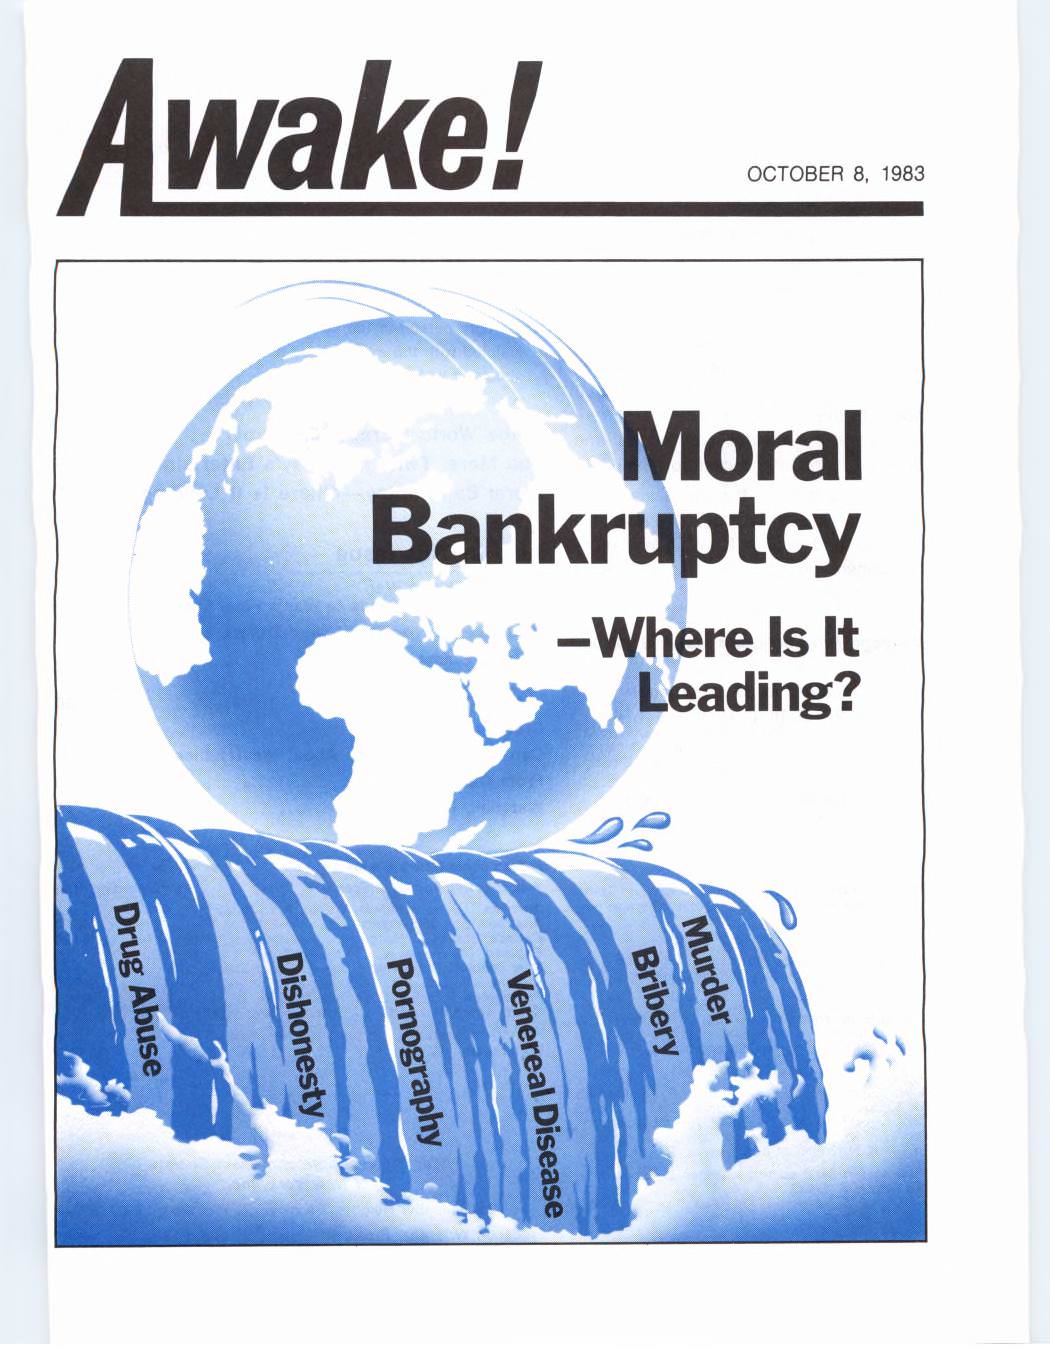 Awake!
OCTOBER 8, 1983
Moral
Bankruptcy
—Where Is It
Leading?
Drug Abuse
Dishonesty
Pornography
Venereal Disease
Bribery
Murder